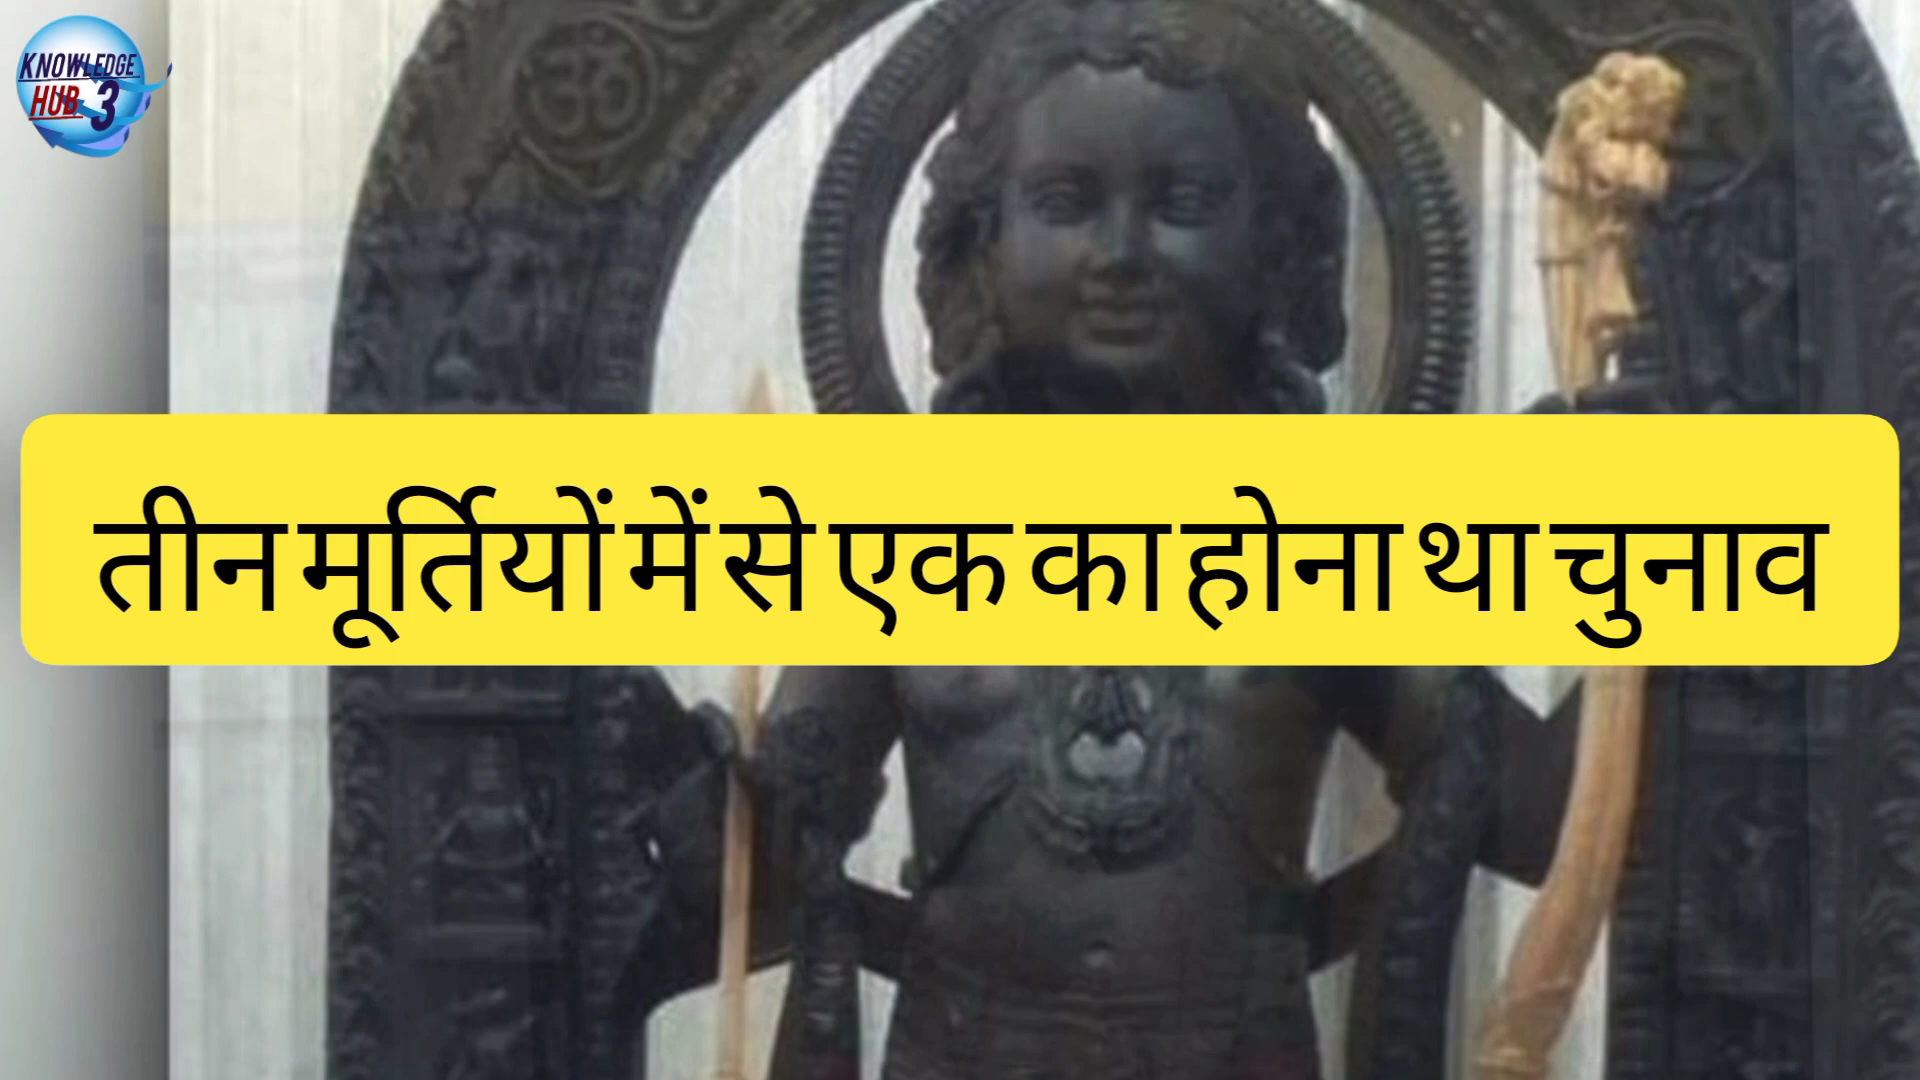 KNOWLEDGE
HUB 3
ॐ
तीन मूर्तियों में से एक का होना था चुनाव